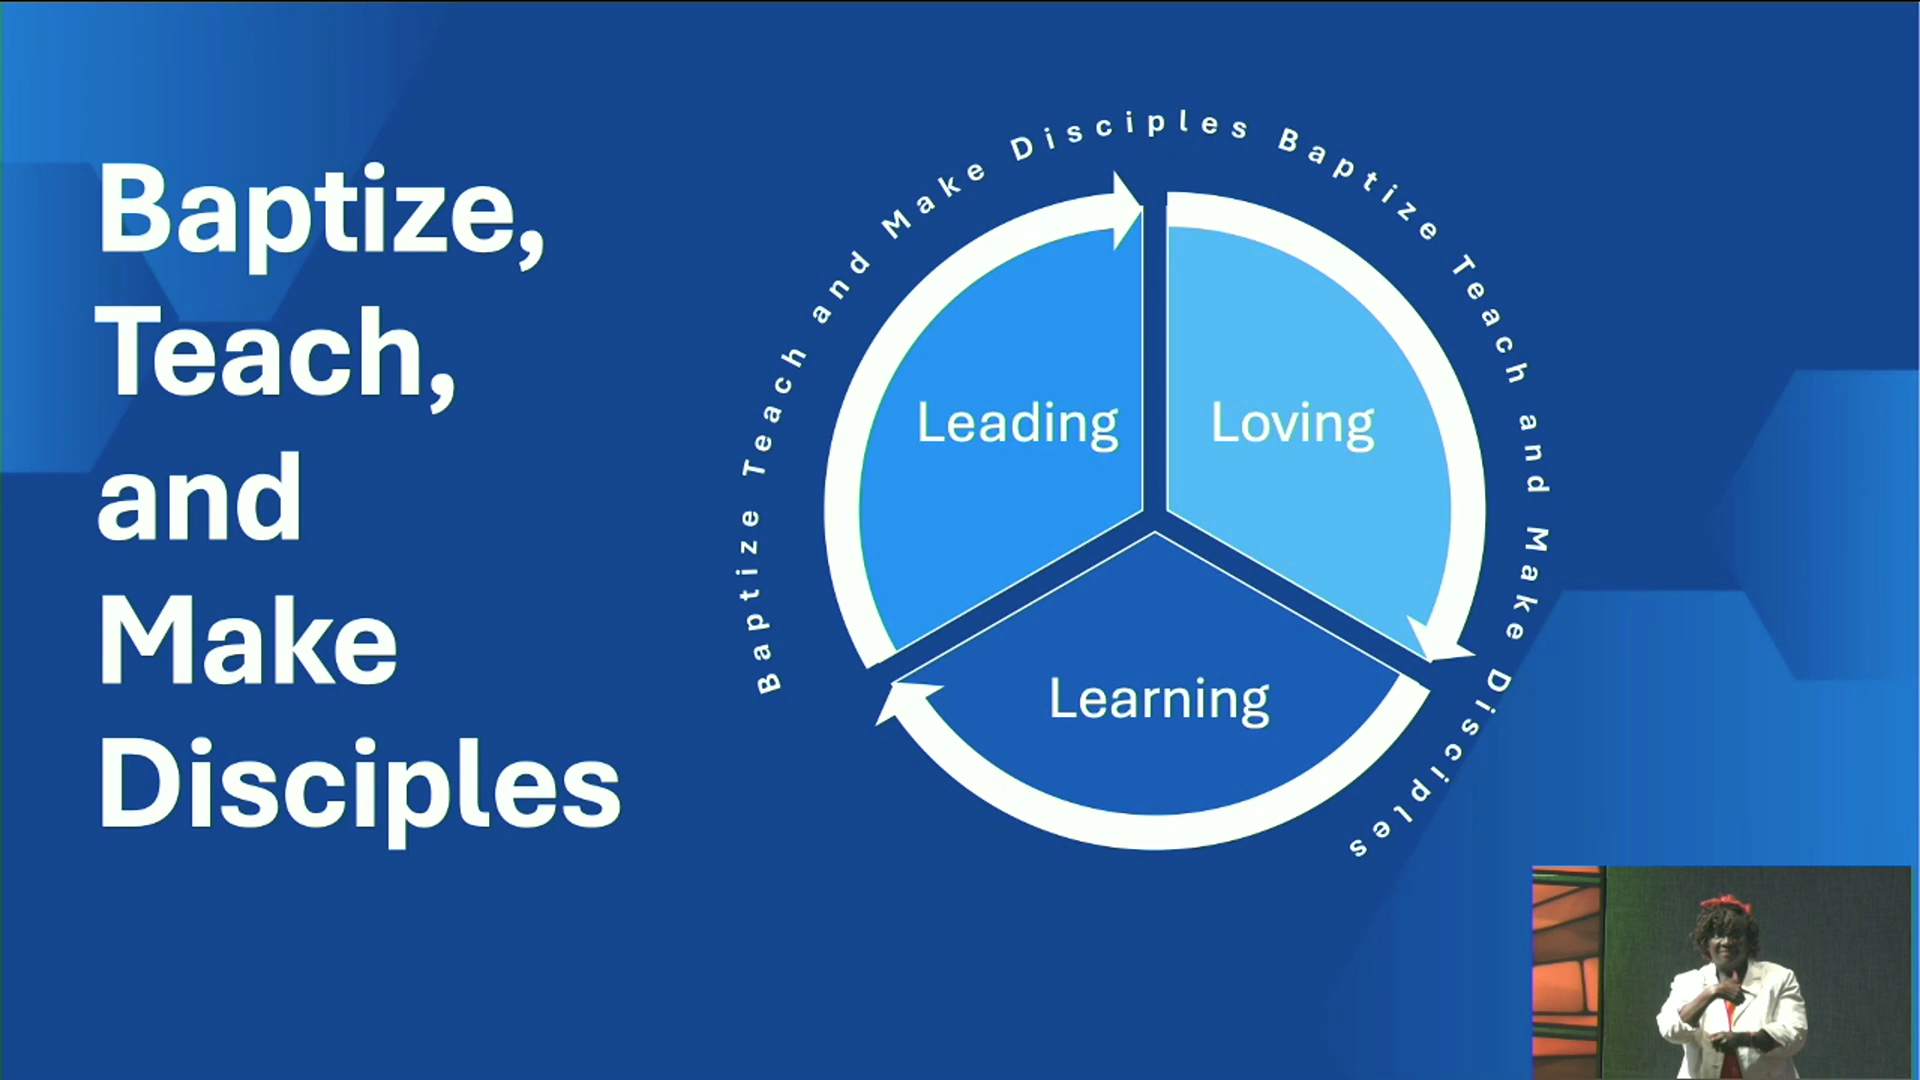 Baptize,
Teach,
and
Make
Disciples
Baptize Teach and Make Disciples Baptize Teach and Make Disciples
Leading
Loving
Learning